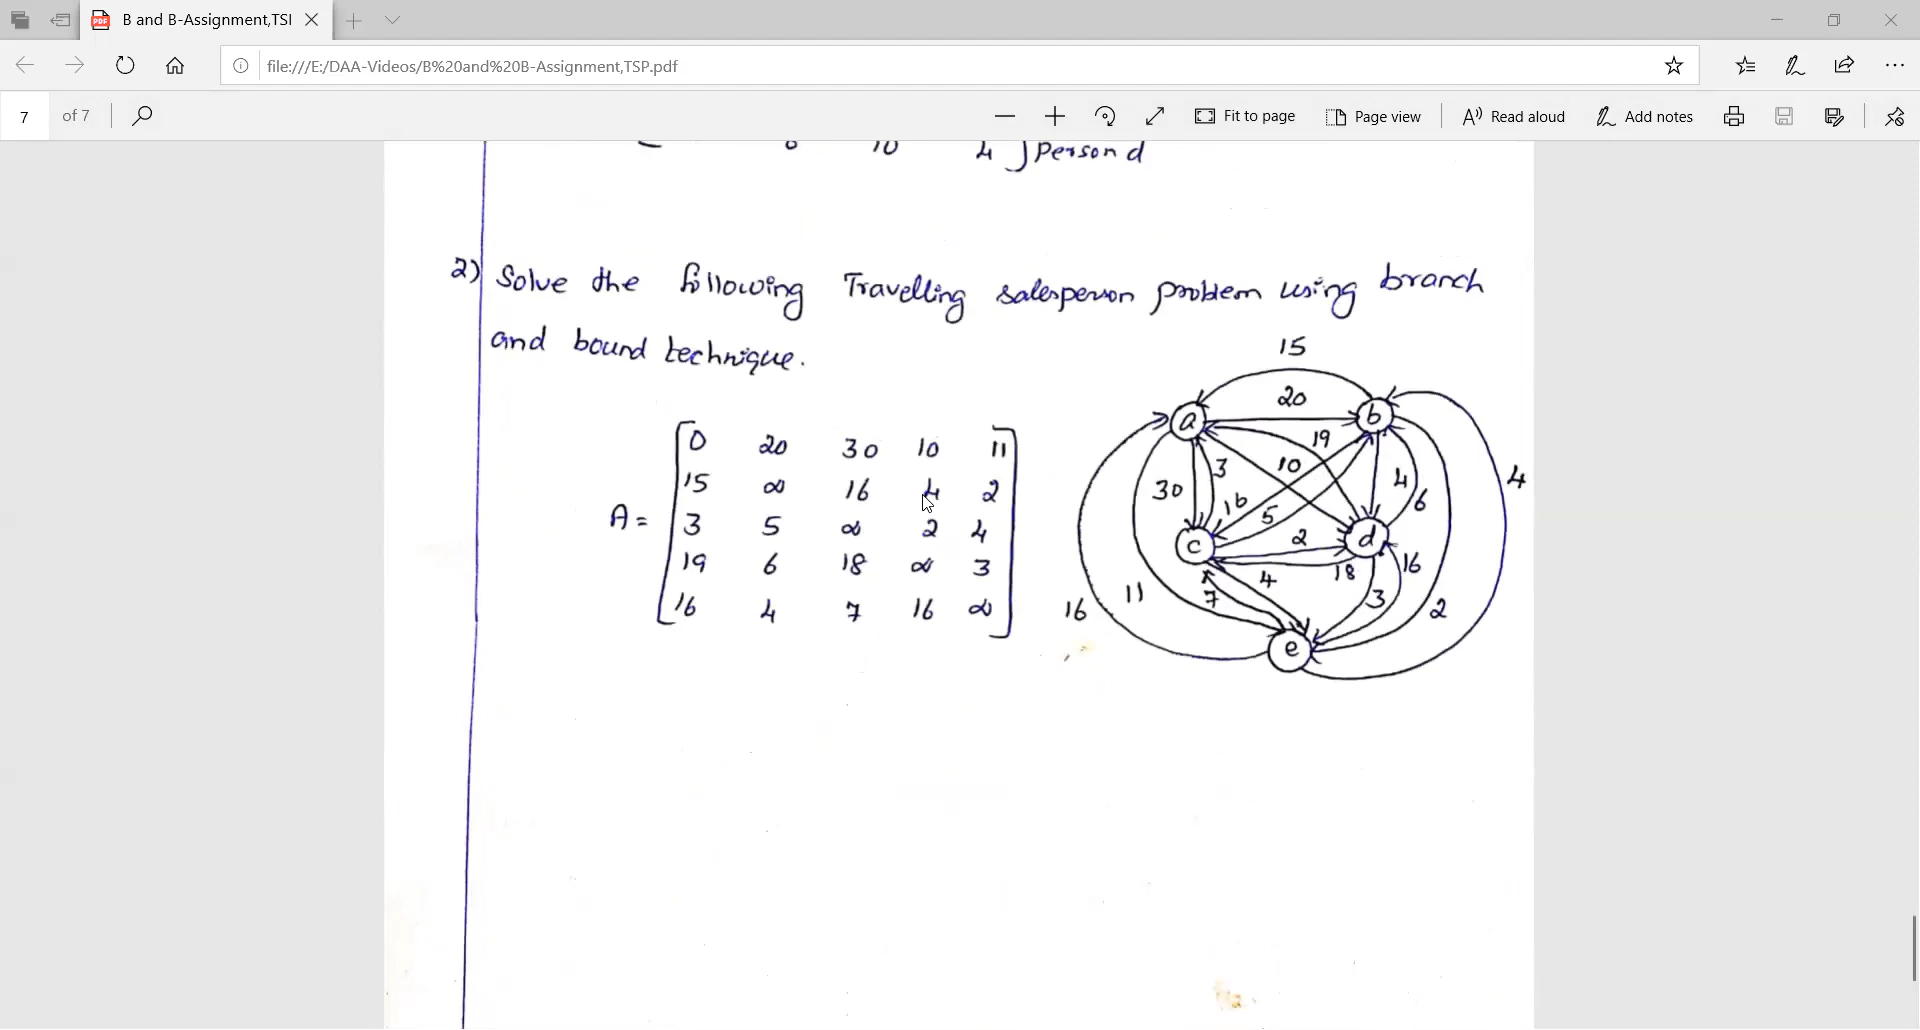 B and B-Assignment,TSI
file:///E:/DAA-Videos/B%20and%20B-Assignment,TSP.pdf
7 of 7 Fit to page Page view Read aloud Add notes
8 10 4 ] person d
2) Solve the following Travelling salesperson problem using branch
and bound technique.
A =
0 20 30 10 11
15 ∞ 16 4 2
3 5 ∞ 2 4
19 6 18 ∞ 3
16 4 7 16 ∞
15
a 20 b
19
3 10 4
30 16 4 6
5
c 2 d
4 18 16
7 3
16 11 2
e